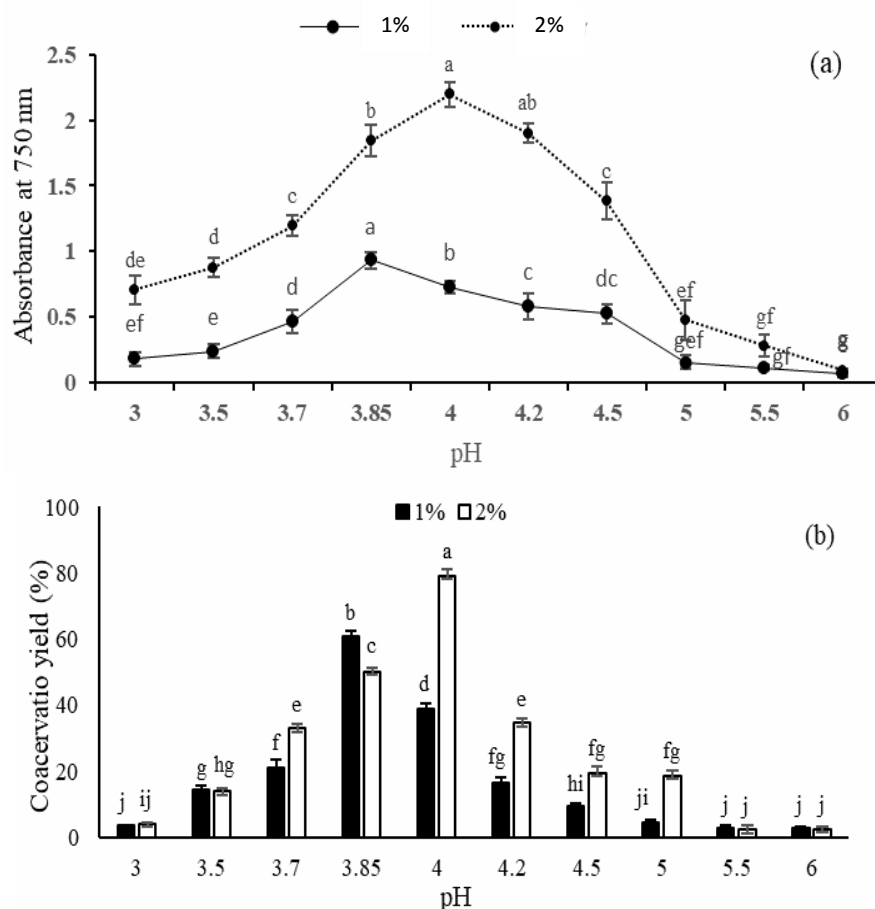 1% 2%
(a)
Absorbance at 750 nm
2.5
2
1.5
1
0.5
0
de d c b a ab c ef gf g
ef e d a b c dc gef gf g
3 3.5 3.7 3.85 4 4.2 4.5 5 5.5 6
pH
1% 2%
(b)
Coacervatio yield (%)
100
80
60
40
20
0
j ij g hg f e b c d a fg e hi fg ji fg j j j j
3 3.5 3.7 3.85 4 4.2 4.5 5 5.5 6
pH